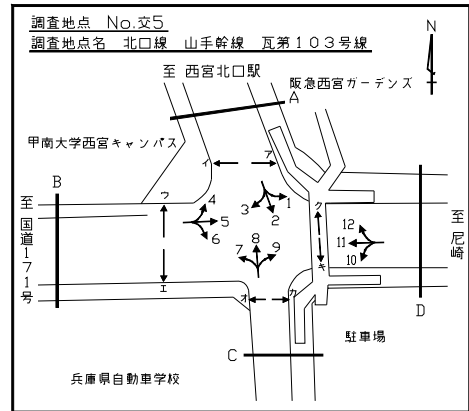 調査地点 No.交5
調査地点名 北口線 山手幹線 瓦第103号線
N
至 西宮北口駅
阪急西宮ガーデンズ
A
甲南大学西宮キャンパス
イ ア
B D
ウ ク
至国道171号
至尼崎
1
2
3
4
5
6
7
8
9
10
11
12
エ キ
オ カ
C
駐車場
兵庫県自動車学校